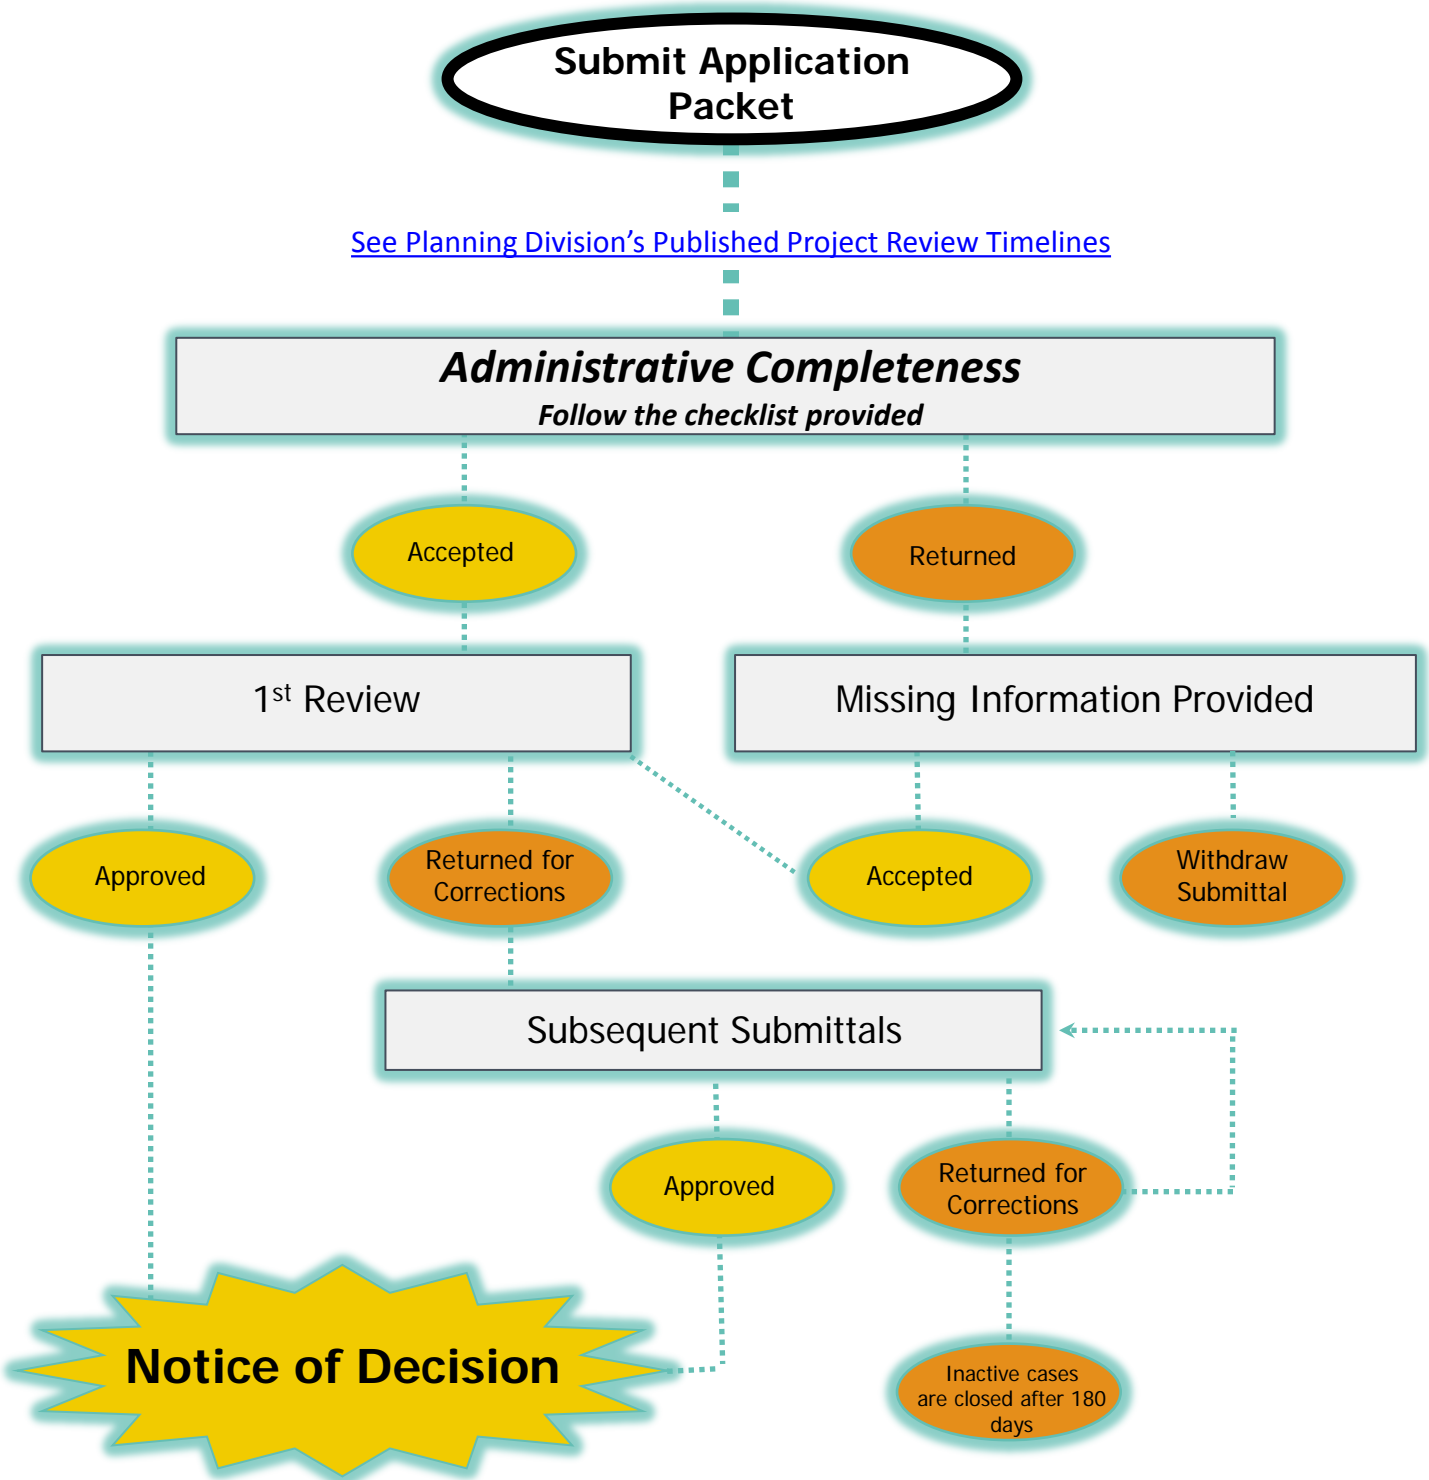 Submit Application
Packet
See Planning Division’s Published Project Review Timelines
Administrative Completeness
Follow the checklist provided
Accepted
Returned
1st Review
Missing Information Provided
Approved
Returned for
Corrections
Accepted
Withdraw
Submittal
Subsequent Submittals
Approved
Returned for
Corrections
Notice of Decision
Inactive cases
are closed after 180
days